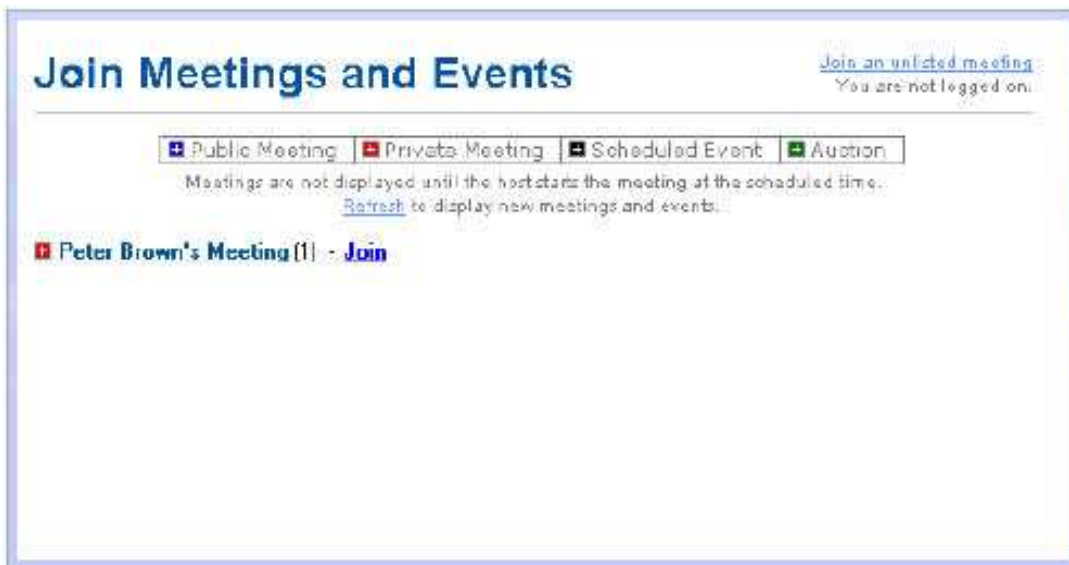 Join Meetings and Events
Join an unlisted meeting
You are not logged on.
Public Meeting Private Meeting Scheduled Event Auction
Meetings are not displayed until the host starts the meeting at the scheduled time.
Refresh to display new meetings and events.
Peter Brown's Meeting (1) - Join